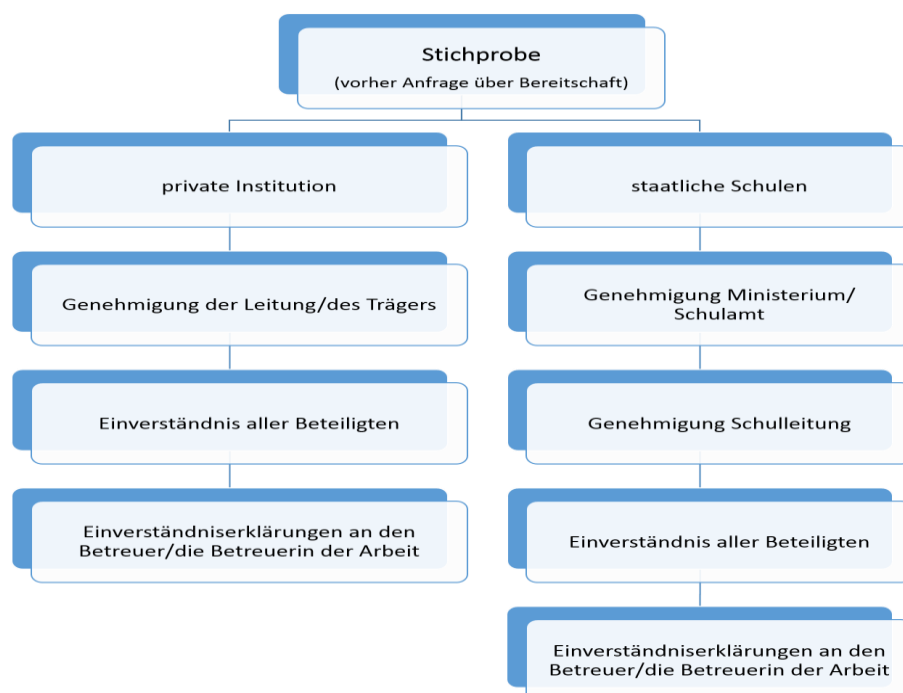 Stichprobe
(vorher Anfrage über Bereitschaft)
private Institution
Genehmigung der Leitung/des Trägers
Einverständnis aller Beteiligten
Einverständniserklärungen an den
Betreuer/die Betreuerin der Arbeit
staatliche Schulen
Genehmigung Ministerium/
Schulamt
Genehmigung Schulleitung
Einverständnis aller Beteiligten
Einverständniserklärungen an den
Betreuer/die Betreuerin der Arbeit